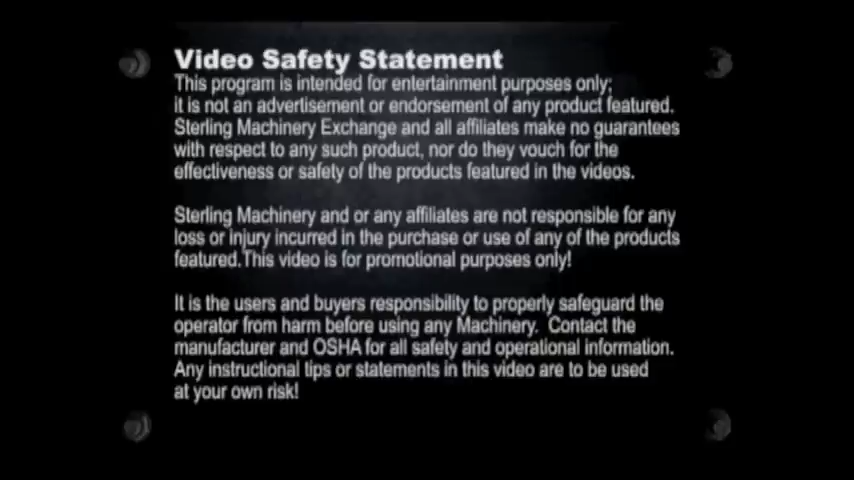 Video Safety Statement
This program is intended for entertainment purposes only;
it is not an advertisement or endorsement of any product featured.
Sterling Machinery Exchange and all affiliates make no guarantees
with respect to any such product, nor do they vouch for the
effectiveness or safety of the products featured in the videos.
Sterling Machinery and or any affiliates are not responsible for any
loss or Injury incurred in the purchase or use of any of the products
featured.This video is for promotional purposes only!
It is the users and buyers responsibility to properly safeguard the
operator from harm before using any Machinery. Contact the
manufacturer and OSHA for all safety and operational information.
Any instructional tips or statements in this video are to be used
at your own risk!